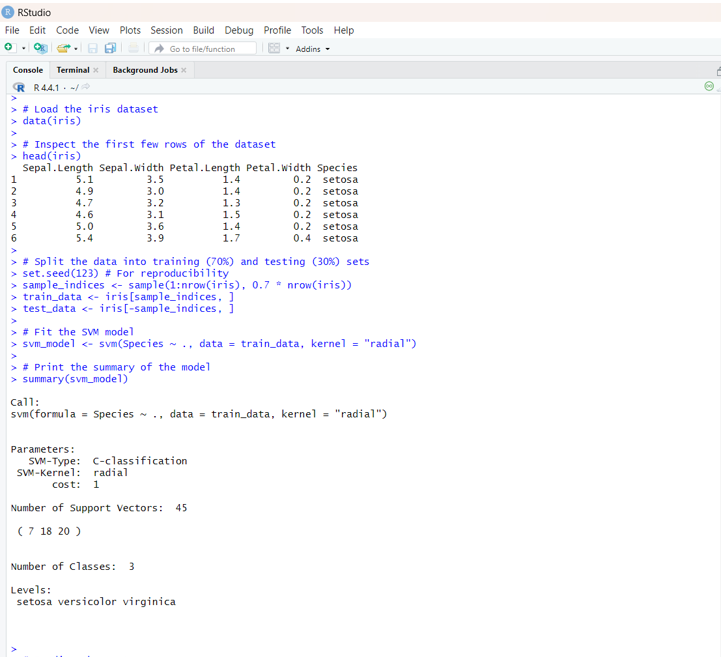 RStudio
File Edit Code View Plots Session Build Debug Profile Tools Help
Go to file/function Addins
Console Terminal Background Jobs
R 4.4.1 · ~/
>
> # Load the iris dataset
> data(iris)
>
> # Inspect the first few rows of the dataset
> head(iris)
  Sepal.Length Sepal.Width Petal.Length Petal.Width Species
1          5.1         3.5          1.4         0.2  setosa
2          4.9         3.0          1.4         0.2  setosa
3          4.7         3.2          1.3         0.2  setosa
4          4.6         3.1          1.5         0.2  setosa
5          5.0         3.6          1.4         0.2  setosa
6          5.4         3.9          1.7         0.4  setosa
>
> # Split the data into training (70%) and testing (30%) sets
> set.seed(123) # For reproducibility
> sample_indices <- sample(1:nrow(iris), 0.7 * nrow(iris))
> train_data <- iris[sample_indices, ]
> test_data <- iris[-sample_indices, ]
>
> # Fit the SVM model
> svm_model <- svm(Species ~ ., data = train_data, kernel = "radial")
>
> # Print the summary of the model
> summary(svm_model)
Call:
svm(formula = Species ~ ., data = train_data, kernel = "radial")
Parameters:
   SVM-Type:  C-classification
 SVM-Kernel:  radial
       cost:  1
Number of Support Vectors:  45
 ( 7 18 20 )
Number of Classes:  3
Levels:
 setosa versicolor virginica
>